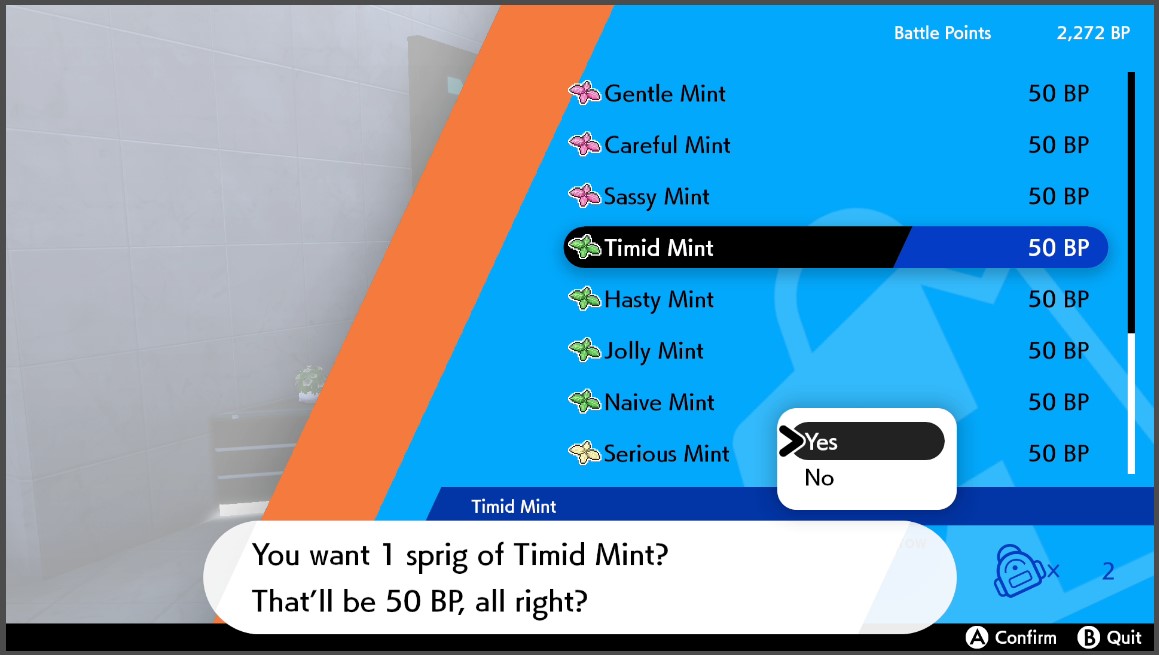 Battle Points 2,272 BP
Gentle Mint 50 BP
Careful Mint 50 BP
Sassy Mint 50 BP
Timid Mint 50 BP
Hasty Mint 50 BP
Jolly Mint 50 BP
Naive Mint 50 BP
Serious Mint 50 BP
Yes
No
Timid Mint
You want 1 sprig of Timid Mint?
That'll be 50 BP, all right?
× 2
A Confirm B Quit